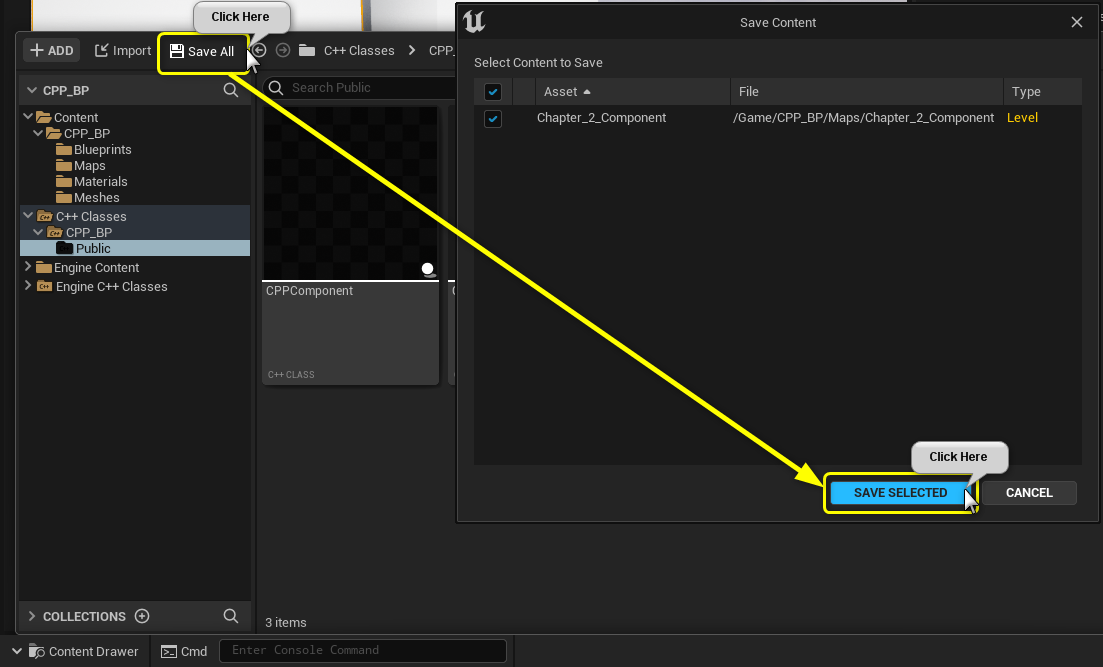 Click Here
+ ADD
Import
Save All
C++ Classes
CPP_
CPP_BP
Search Public
Content
CPP_BP
Blueprints
Maps
Materials
Meshes
C++ Classes
CPP_BP
Public
Engine Content
Engine C++ Classes
CPPComponent
C++ CLASS
COLLECTIONS
3 items
Content Drawer
Cmd
Enter Console Command
Save Content
Select Content to Save
Asset
File
Type
Chapter_2_Component
/Game/CPP_BP/Maps/Chapter_2_Component
Level
Click Here
SAVE SELECTED
CANCEL